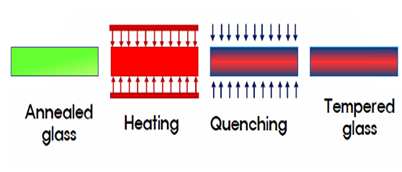 Annealed
glass
Heating
Quenching
Tempered
glass